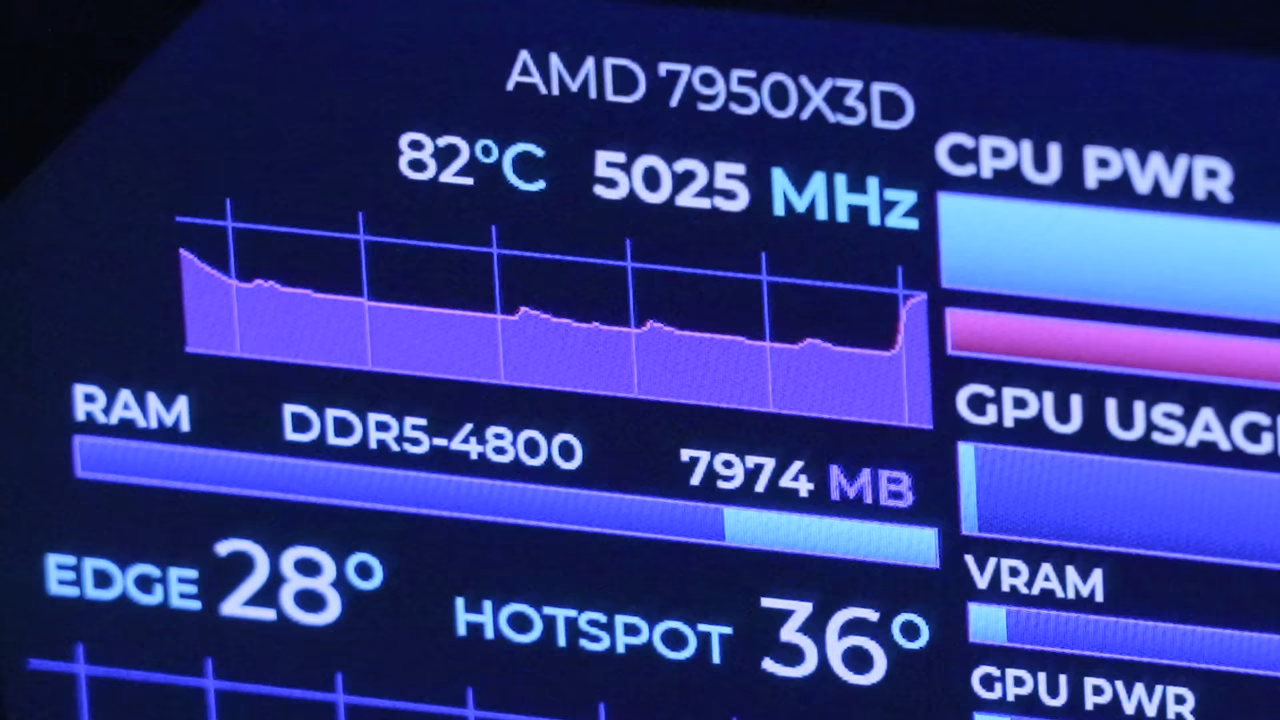 AMD 7950X3D
82°C 5025 MHz
CPU PWR
RAM DDR5-4800 7974 MB
GPU USAG
EDGE 28° HOTSPOT 36°
VRAM
GPU PWR